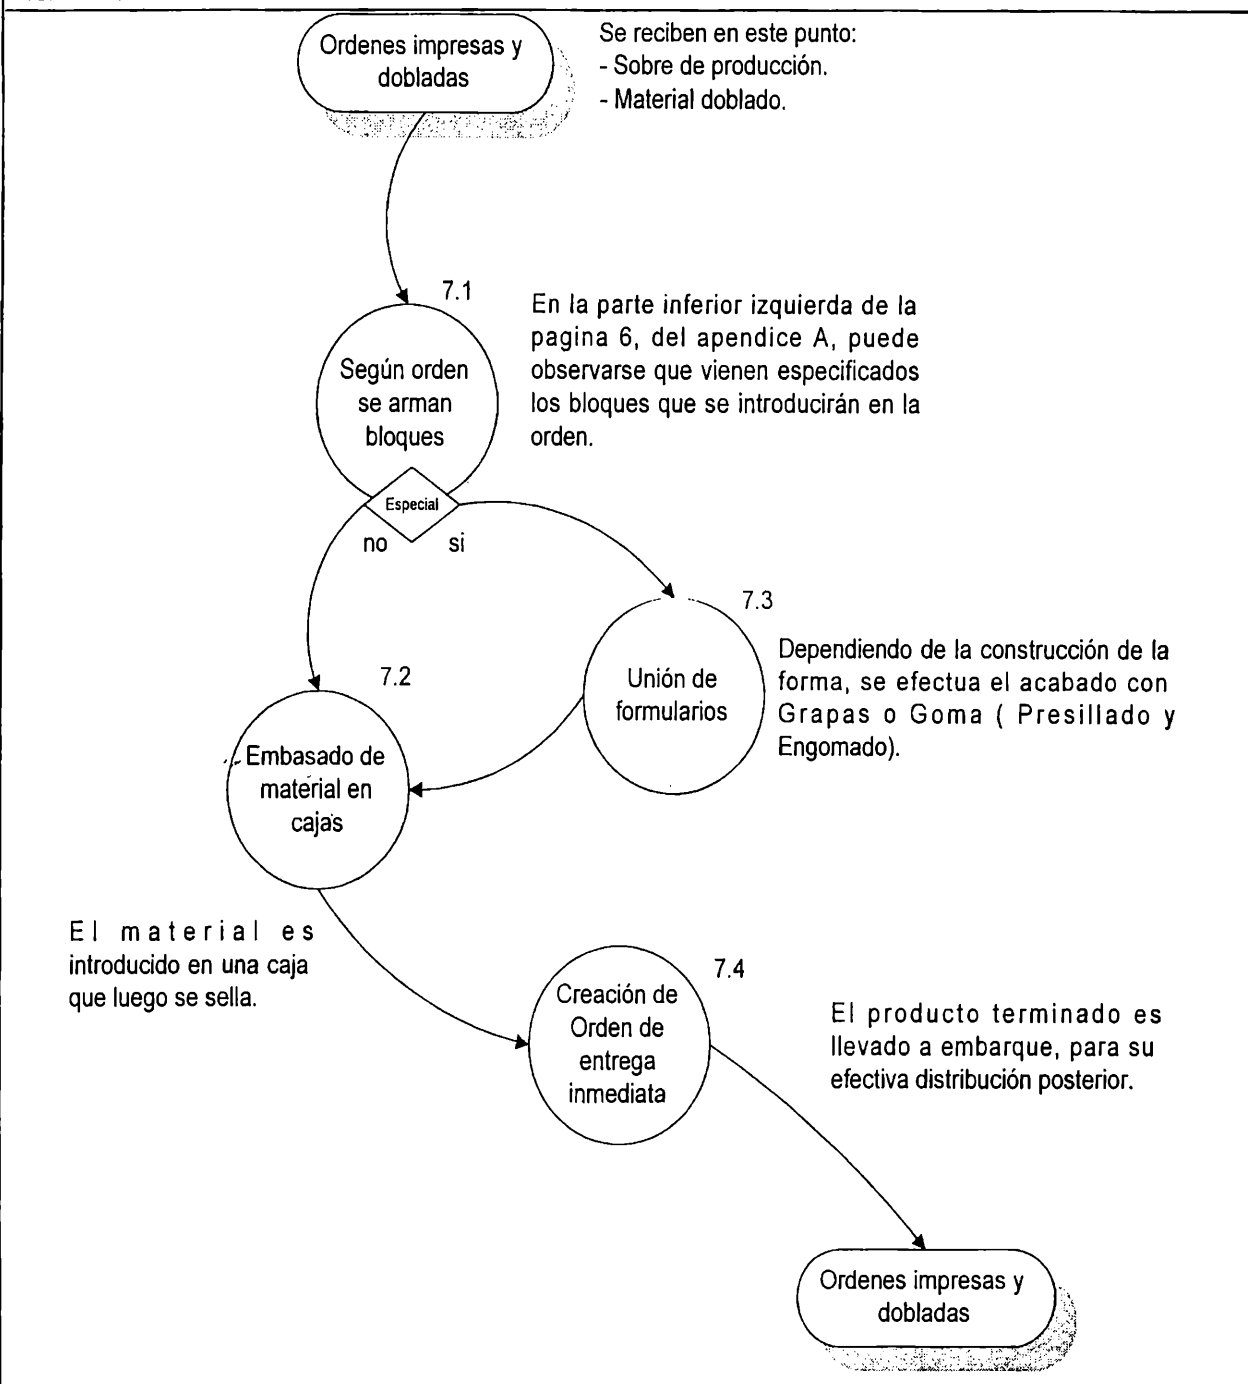 Ordenes impresas y
dobladas
Se reciben en este punto:
- Sobre de producción.
- Material doblado.
7.1
Según orden
se arman
bloques
En la parte inferior izquierda de la
pagina 6, del apendice A, puede
observarse que vienen especificados
los bloques que se introducirán en la
orden.
Especial
no
si
7.3
Unión de
formularios
Dependiendo de la construcción de la
forma, se efectua el acabado con
Grapas o Goma ( Presillado y
Engomado).
7.2
Embasado de
material en
cajas
El material es
introducido en una caja
que luego se sella.
7.4
Creación de
Orden de
entrega
inmediata
El producto terminado es
llevado a embarque, para su
efectiva distribución posterior.
Ordenes impresas y
dobladas